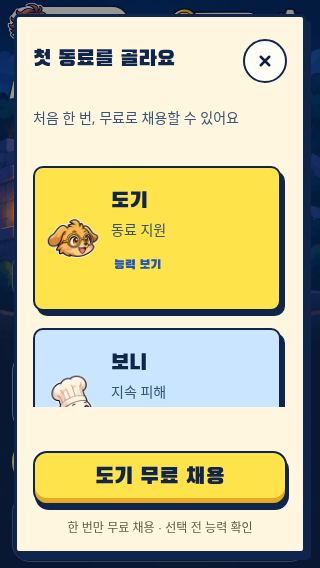 첫 동료를 골라요
처음 한 번, 무료로 채용할 수 있어요
도기
동료 지원
능력 보기
보니
지속 피해
도기 무료 채용
한 번만 무료 채용 · 선택 전 능력 확인